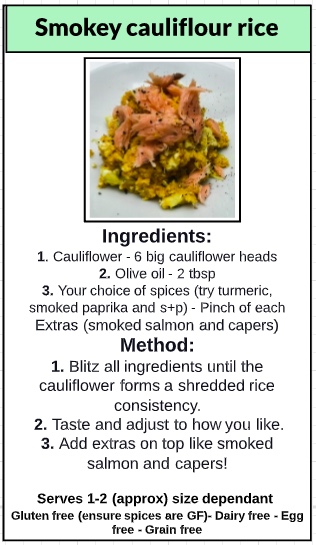 Smokey cauliflour rice
Ingredients:
1. Cauliflower - 6 big cauliflower heads
2. Olive oil - 2 tbsp
3. Your choice of spices (try turmeric,
smoked paprika and s+p) - Pinch of each
Extras (smoked salmon and capers)
Method:
1. Blitz all ingredients until the
cauliflower forms a shredded rice
consistency.
2. Taste and adjust to how you like.
3. Add extras on top like smoked
salmon and capers!
Serves 1-2 (approx) size dependant
Gluten free (ensure spices are GF)- Dairy free - Egg
free - Grain free